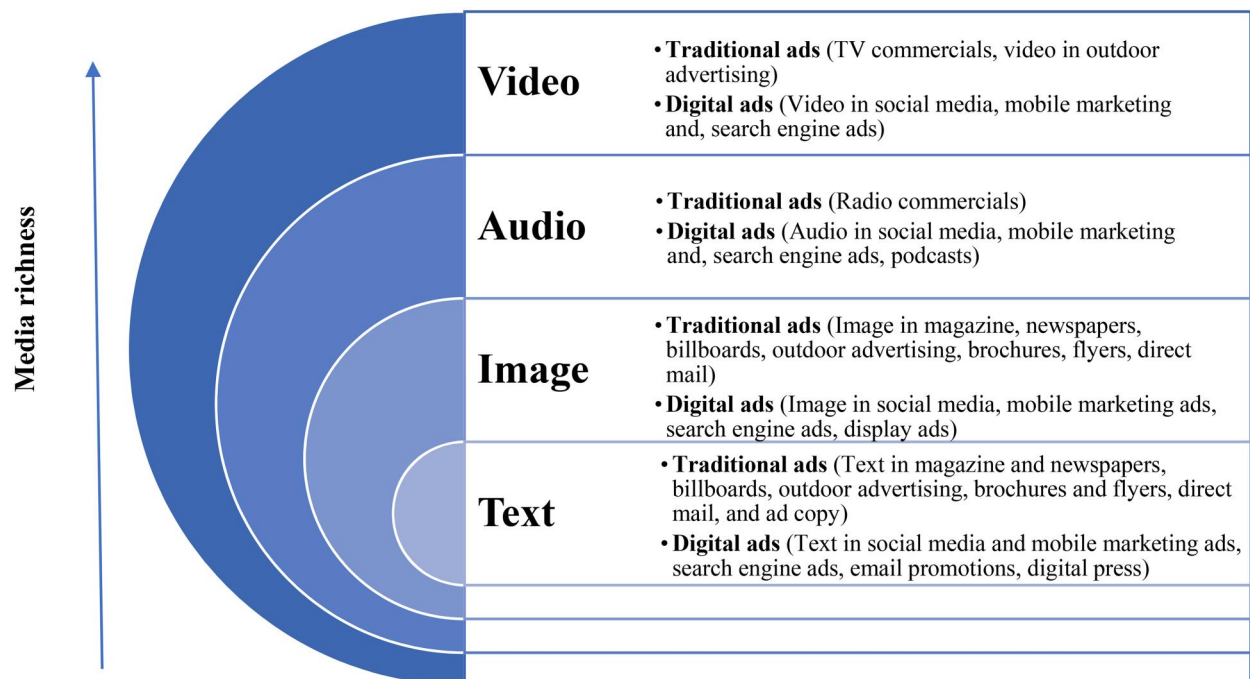 Media richness
Video
• Traditional ads (TV commercials, video in outdoor
advertising)
• Digital ads (Video in social media, mobile marketing
and, search engine ads)
Audio
• Traditional ads (Radio commercials)
• Digital ads (Audio in social media, mobile marketing
and, search engine ads, podcasts)
Image
• Traditional ads (Image in magazine, newspapers,
billboards, outdoor advertising, brochures, flyers, direct
mail)
• Digital ads (Image in social media, mobile marketing ads,
search engine ads, display ads)
Text
• Traditional ads (Text in magazine and newspapers,
billboards, outdoor advertising, brochures and flyers, direct
mail, and ad copy)
• Digital ads (Text in social media and mobile marketing ads,
search engine ads, email promotions, digital press)